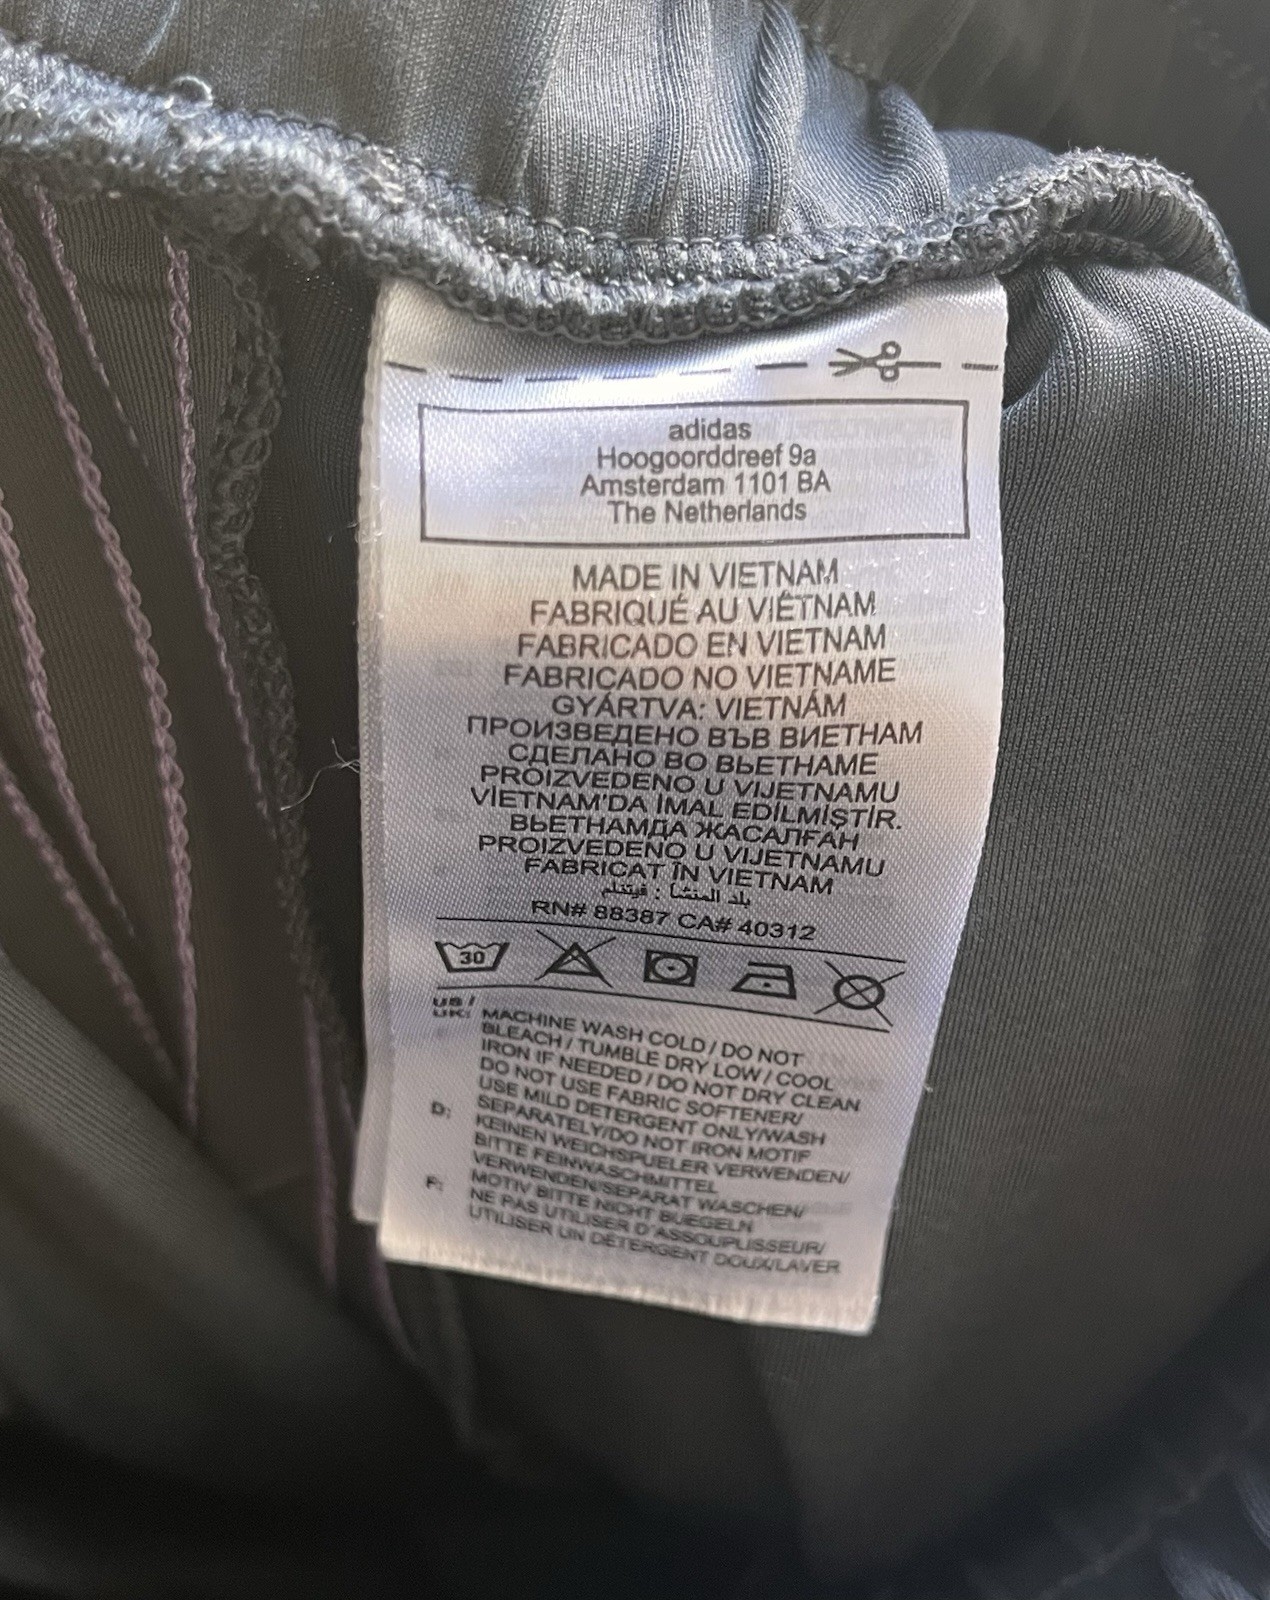 adidas
Hoogoorddreef 9a
Amsterdam 1101 BA
The Netherlands
MADE IN VIETNAM
FABRIQUÉ AU VIÊTNAM
FABRICADO EN VIETNAM
FABRICADO NO VIETNAME
GYÁRTVA: VIETNÁM
ПРОИЗВЕДЕНО ВЪВ ВИЕТНАМ
СДЕЛАНО ВО ВЬЕТНАМЕ
PROIZVEDENO U VIJETNAMU
VİETNAM'DA İMAL EDİLMİŞTİR.
ВЬЕТНАМДА ЖАСАЛҒАН
PROIZVEDENO U VIJETNAMU
FABRICAT ÎN VIETNAM
بلد المنشأ : فيتنام
RN# 88387 CA# 40312
30
US /
UK: MACHINE WASH COLD / DO NOT
BLEACH / TUMBLE DRY LOW / COOL
IRON IF NEEDED / DO NOT DRY CLEAN
DO NOT USE FABRIC SOFTENER/
USE MILD DETERGENT ONLY/WASH
SEPARATELY/DO NOT IRON MOTIF
D: KEINEN WEICHSPUELER VERWENDEN/
BITTE FEINWASCHMITTEL
VERWENDEN/SEPARAT WASCHEN/
MOTIV BITTE NICHT BUEGELN
F: NE PAS UTILISER D'ASSOUPLISSEUR/
UTILISER UN DETERGENT DOUX/LAVER